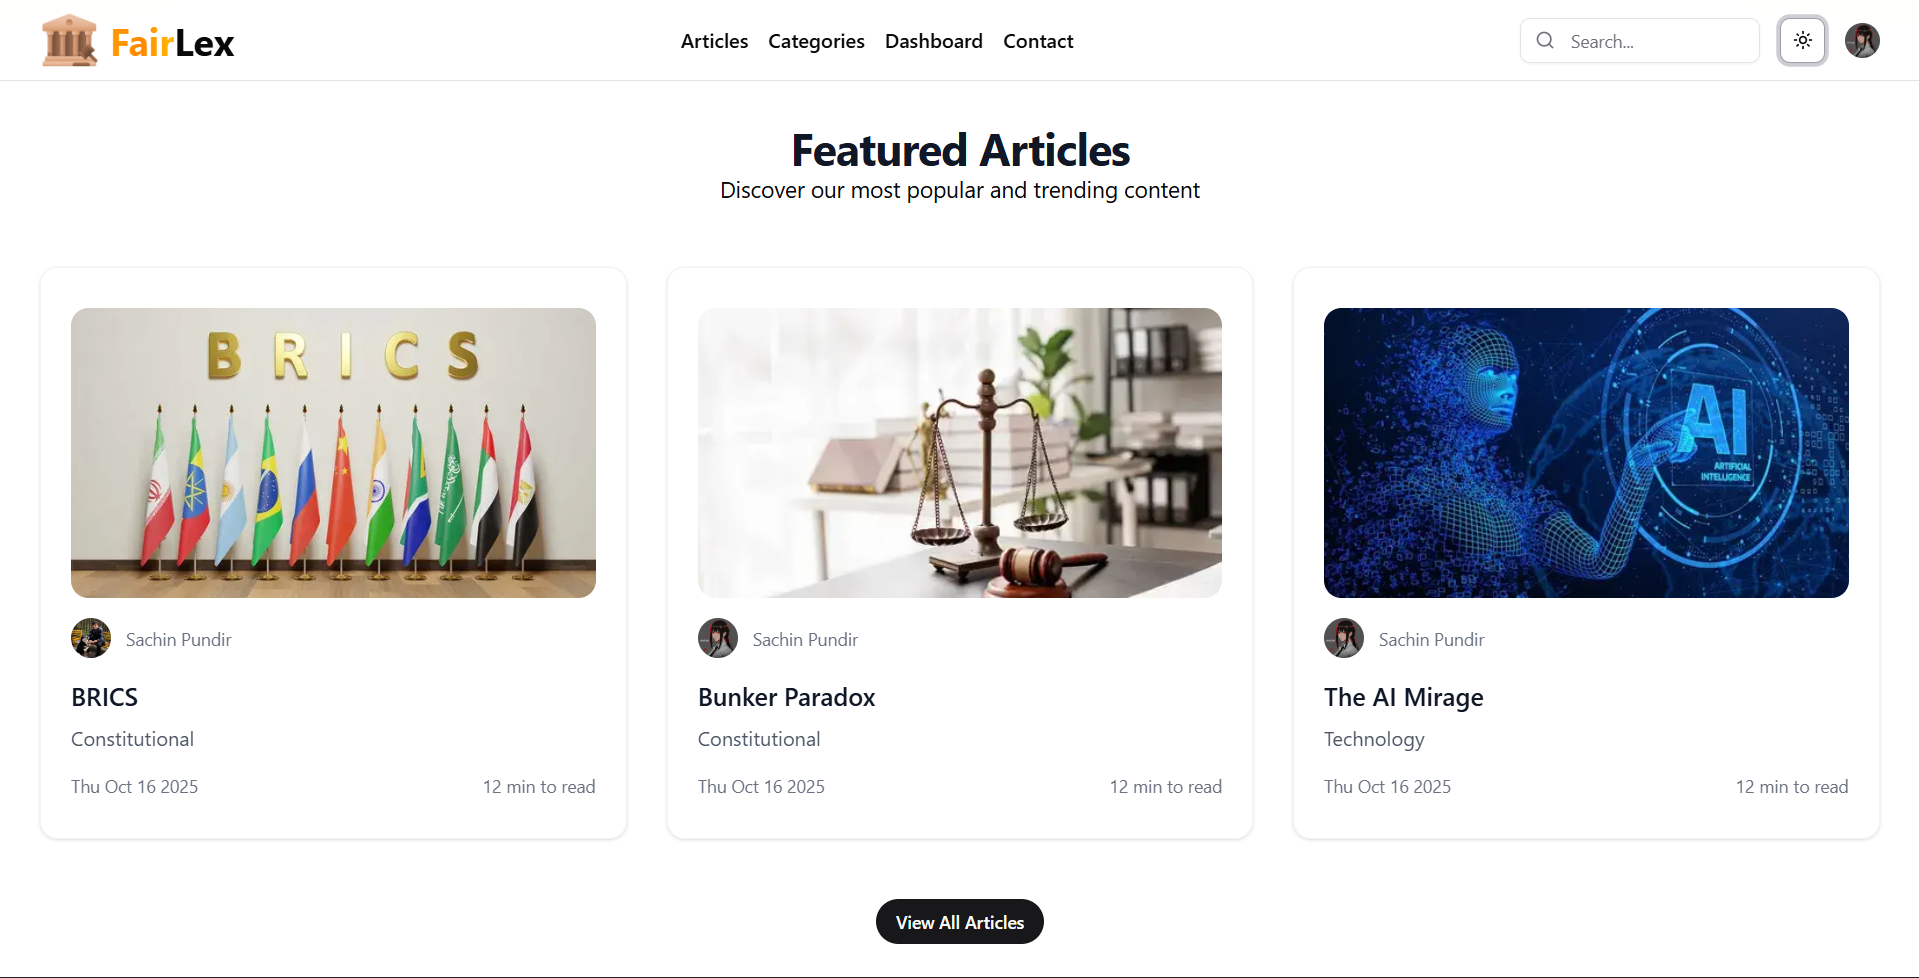 FairLex
Articles Categories Dashboard Contact
Search...
Featured Articles
Discover our most popular and trending content
BRICS
AI
ARTIFICIAL
INTELLIGENCE
Sachin Pundir
Sachin Pundir
Sachin Pundir
BRICS
Bunker Paradox
The AI Mirage
Constitutional
Constitutional
Technology
Thu Oct 16 2025 12 min to read
Thu Oct 16 2025 12 min to read
Thu Oct 16 2025 12 min to read
View All Articles